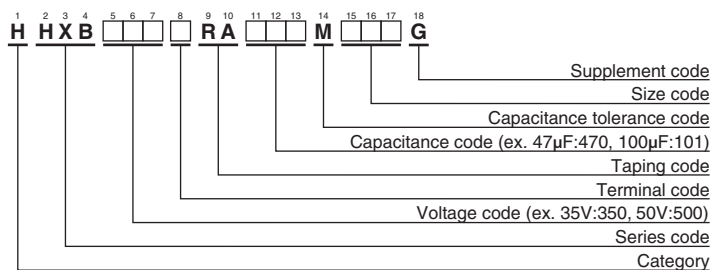 1 2 3 4 5 6 7 8 9 10 11 12 13 14 15 16 17 18
H HXB □□□ □ RA □□□ M □□□ G
Supplement code
Size code
Capacitance tolerance code
Capacitance code (ex. 47μF:470, 100μF:101)
Taping code
Terminal code
Voltage code (ex. 35V:350, 50V:500)
Series code
Category